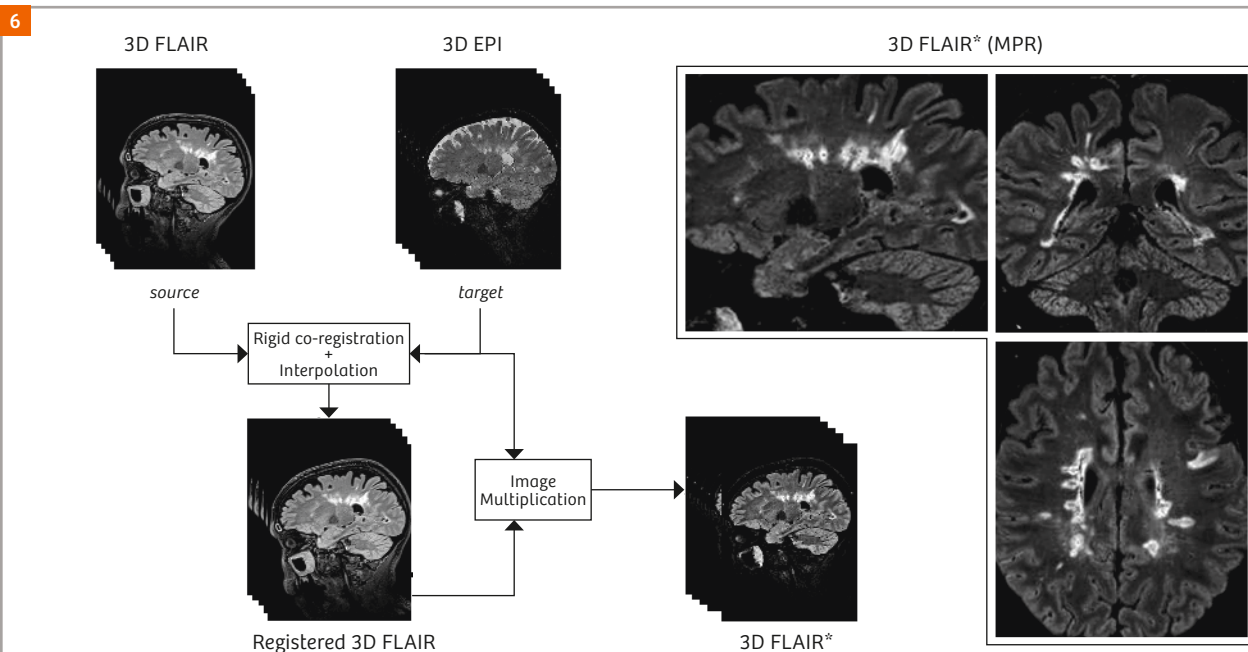 6
3D FLAIR
3D EPI
3D FLAIR* (MPR)
source
target
Rigid co-registration
+
Interpolation
Image
Multiplication
Registered 3D FLAIR
3D FLAIR*